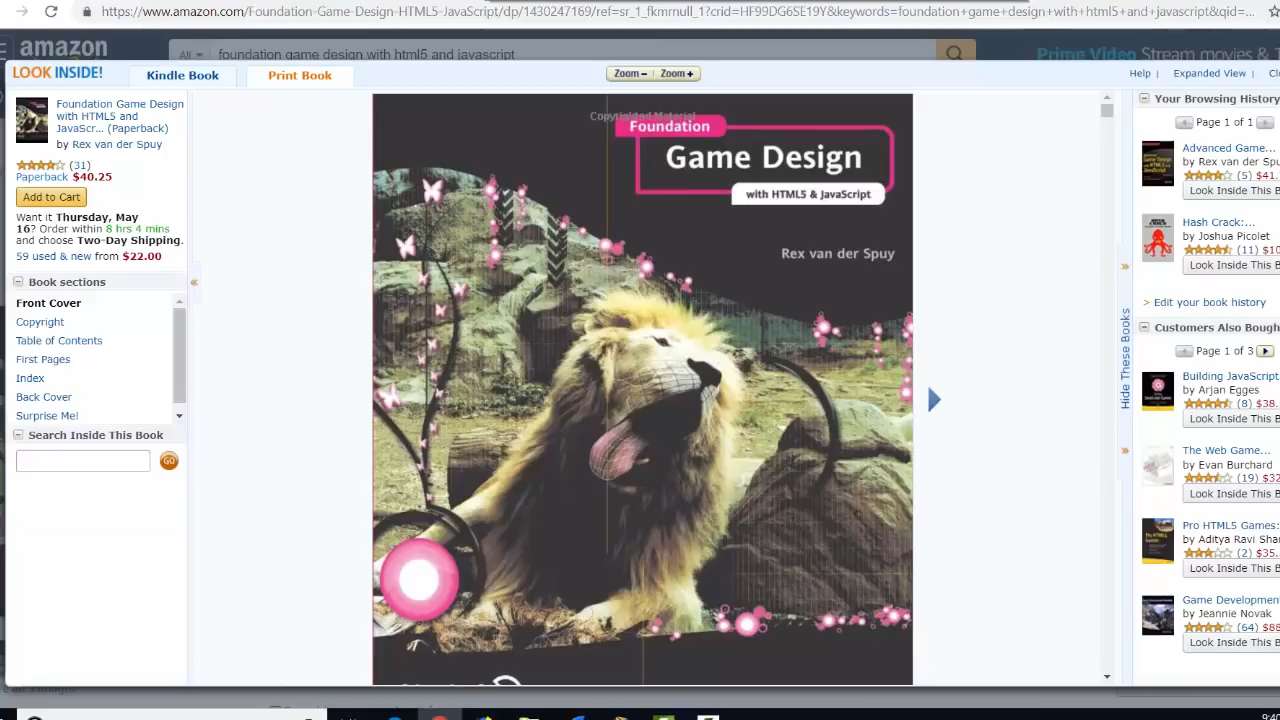 https://www.amazon.com/Foundation-Game-Design-HTML5-JavaScript/dp/1430247169/ref=sr_1_fkmrnull_1?crid=HF99DG6SE19Y&keywords=foundation+game+design+with+html5+and+javascript&qid=...
amazon
All
foundation game design with html5 and javascript
Prime Video Stream movies &
LOOK INSIDE!
Kindle Book
Print Book
Zoom –
Zoom +
Help |
Expanded View |
Foundation Game Design
with HTML5 and
JavaScr... (Paperback)
by Rex van der Spuy
(31)
Paperback $40.25
Add to Cart
Want it Thursday, May
16? Order within 8 hrs 4 mins
and choose Two-Day Shipping.
59 used & new from $22.00
Book sections
Front Cover
Copyright
Table of Contents
First Pages
Index
Back Cover
Surprise Me!
Search Inside This Book
GO
Copyrighted Material
Foundation
Game Design
with HTML5 & JavaScript
Rex van der Spuy
Hide These Books
Your Browsing History
Page 1 of 1
Advanced Game...
by Rex van der Spu
(5) $41.
Look Inside This B
Hash Crack:...
by Joshua Picolet
(11) $10
Look Inside This B
> Edit your book history
Customers Also Bough
Page 1 of 3
Building JavaScript
by Arjan Egges
(8) $38.
Look Inside This B
The Web Game...
by Evan Burchard
(19) $32
Look Inside This B
Pro HTML5 Games:
by Aditya Ravi Sha
(2) $35.
Look Inside This B
Game Development
by Jeannie Novak
(64) $88
Look Inside This B